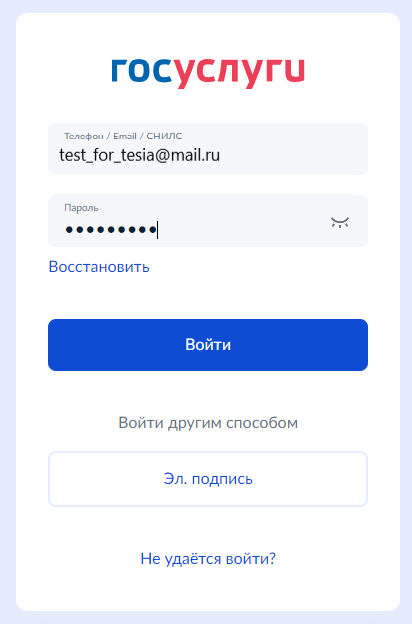 госуслуги
Телефон / Email / СНИЛС
test_for_tesia@mail.ru
Пароль
•••••••••
Восстановить
Войти
Войти другим способом
Эл. подпись
Не удаётся войти?